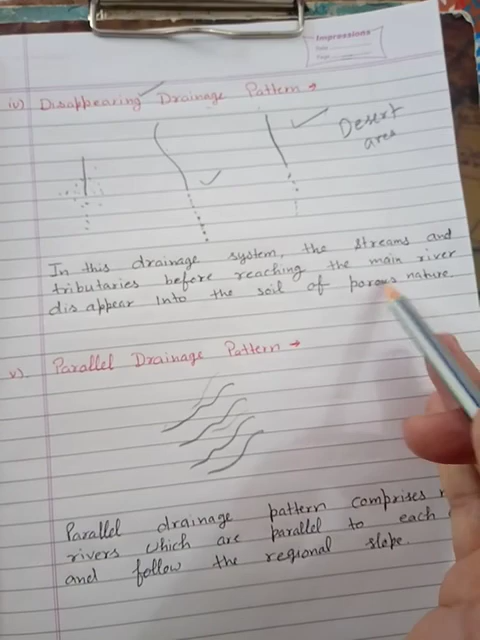 Impressions
iv) Disappearing Drainage Pattern →
Desert
area
In this drainage system, the streams and
tributaries before reaching the main river
disappear into the soil of porous nature.
v). Parallel Drainage Pattern →
Parallel drainage pattern comprises
rivers which are parallel to each
and follow the regional slope.